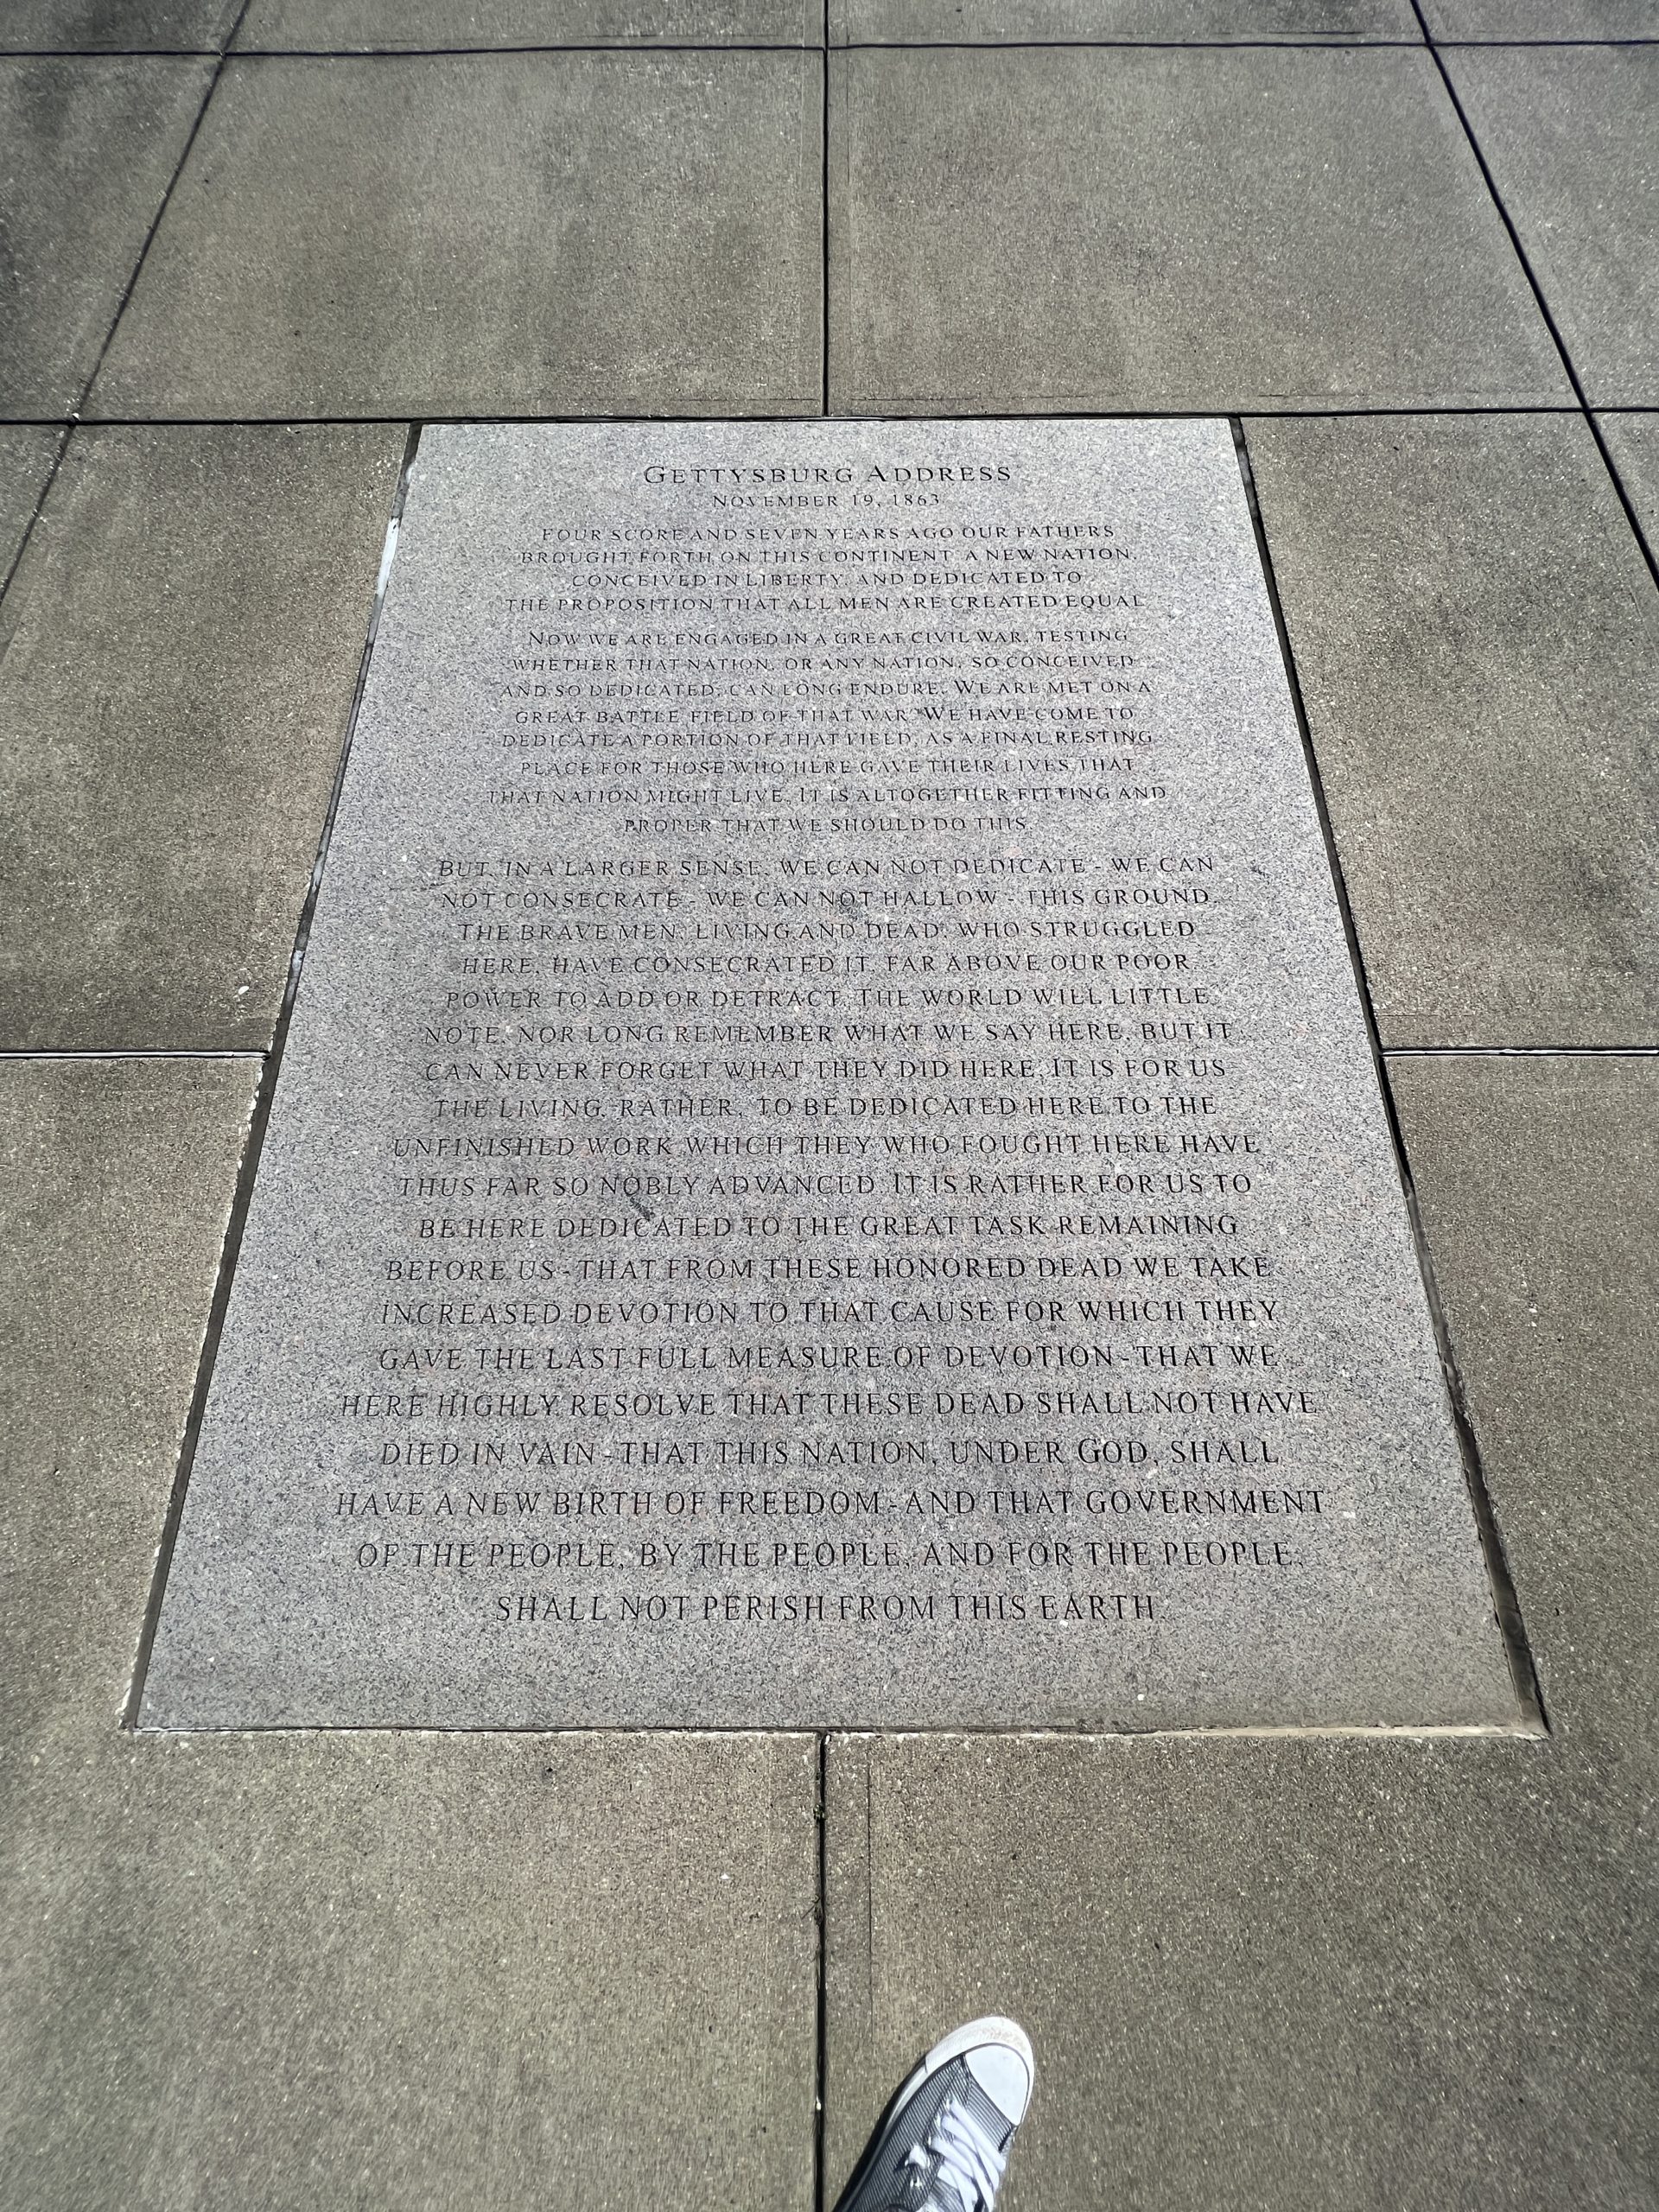 GETTYSBURG ADDRESS
NOVEMBER 19, 1863
FOUR SCORE AND SEVEN YEARS AGO OUR FATHERS
BROUGHT FORTH ON THIS CONTINENT A NEW NATION,
CONCEIVED IN LIBERTY, AND DEDICATED TO
THE PROPOSITION THAT ALL MEN ARE CREATED EQUAL
NOW WE ARE ENGAGED IN A GREAT CIVIL WAR, TESTING
WHETHER THAT NATION, OR ANY NATION, SO CONCEIVED
AND SO DEDICATED, CAN LONG ENDURE. WE ARE MET ON A
GREAT BATTLE FIELD OF THAT WAR. WE HAVE COME TO
DEDICATE A PORTION OF THAT FIELD, AS A FINAL RESTING
PLACE FOR THOSE WHO HERE GAVE THEIR LIVES THAT
THAT NATION MIGHT LIVE. IT IS ALTOGETHER FITTING AND
PROPER THAT WE SHOULD DO THIS.
BUT, IN A LARGER SENSE, WE CAN NOT DEDICATE - WE CAN
NOT CONSECRATE - WE CAN NOT HALLOW - THIS GROUND.
THE BRAVE MEN, LIVING AND DEAD, WHO STRUGGLED
HERE, HAVE CONSECRATED IT, FAR ABOVE OUR POOR
POWER TO ADD OR DETRACT. THE WORLD WILL LITTLE
NOTE, NOR LONG REMEMBER WHAT WE SAY HERE, BUT IT
CAN NEVER FORGET WHAT THEY DID HERE. IT IS FOR US
THE LIVING, RATHER, TO BE DEDICATED HERE TO THE
UNFINISHED WORK WHICH THEY WHO FOUGHT HERE HAVE
THUS FAR SO NOBLY ADVANCED. IT IS RATHER FOR US TO
BE HERE DEDICATED TO THE GREAT TASK REMAINING
BEFORE US - THAT FROM THESE HONORED DEAD WE TAKE
INCREASED DEVOTION TO THAT CAUSE FOR WHICH THEY
GAVE THE LAST FULL MEASURE OF DEVOTION - THAT WE
HERE HIGHLY RESOLVE THAT THESE DEAD SHALL NOT HAVE
DIED IN VAIN - THAT THIS NATION, UNDER GOD, SHALL
HAVE A NEW BIRTH OF FREEDOM - AND THAT GOVERNMENT
OF THE PEOPLE, BY THE PEOPLE, AND FOR THE PEOPLE,
SHALL NOT PERISH FROM THIS EARTH.